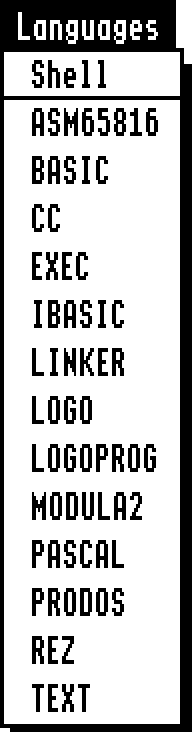 Languages
Shell
ASM65816
BASIC
CC
EXEC
IBASIC
LINKER
LOGO
LOGOPROG
MODULA2
PASCAL
PRODOS
REZ
TEXT